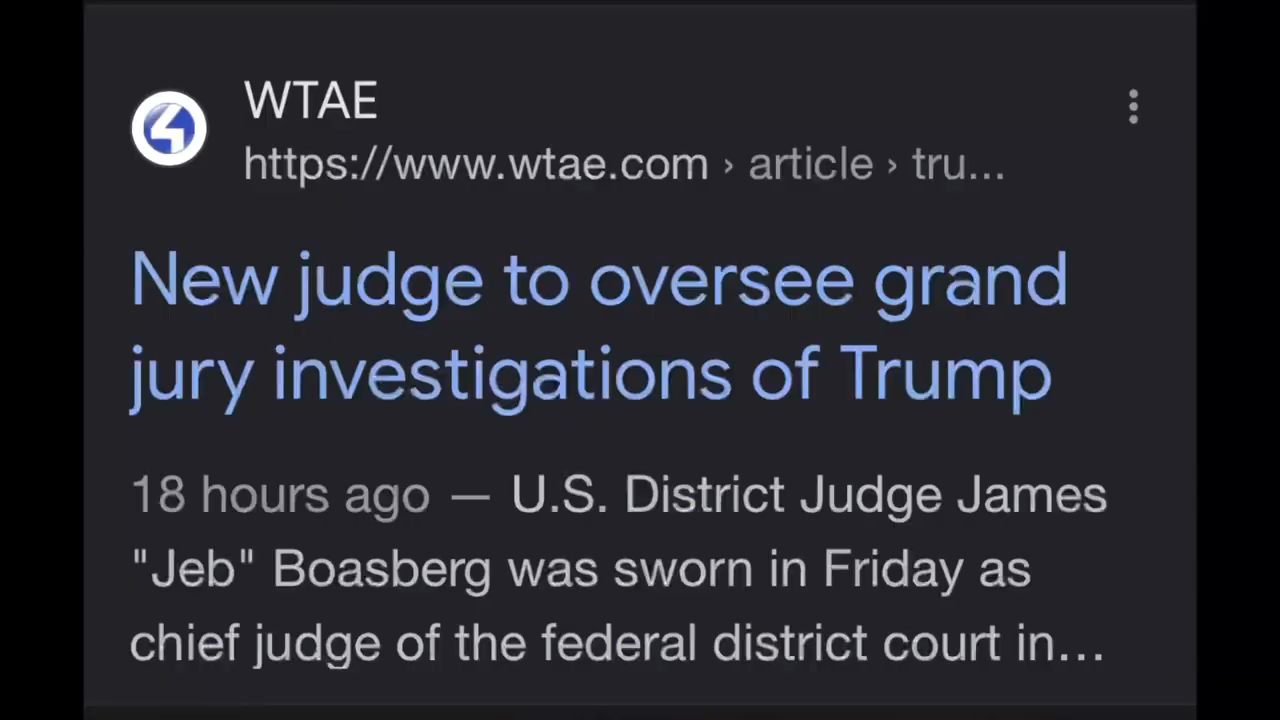 WTAE
https://www.wtae.com › article › tru...
New judge to oversee grand
jury investigations of Trump
18 hours ago — U.S. District Judge James
"Jeb" Boasberg was sworn in Friday as
chief judge of the federal district court in...